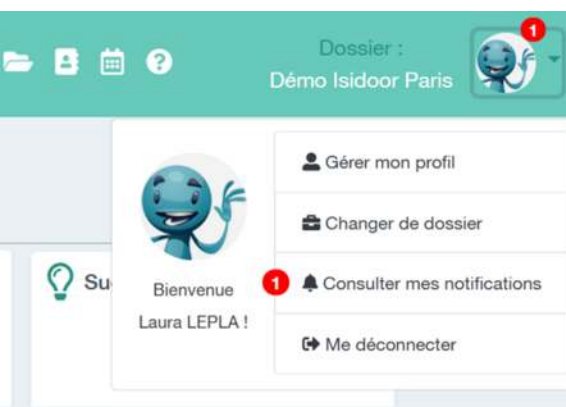 Dossier :
Démo Isidoor Paris
1
Gérer mon profil
Changer de dossier
1 Consulter mes notifications
Me déconnecter
Bienvenue
Laura LEPLA !
Su